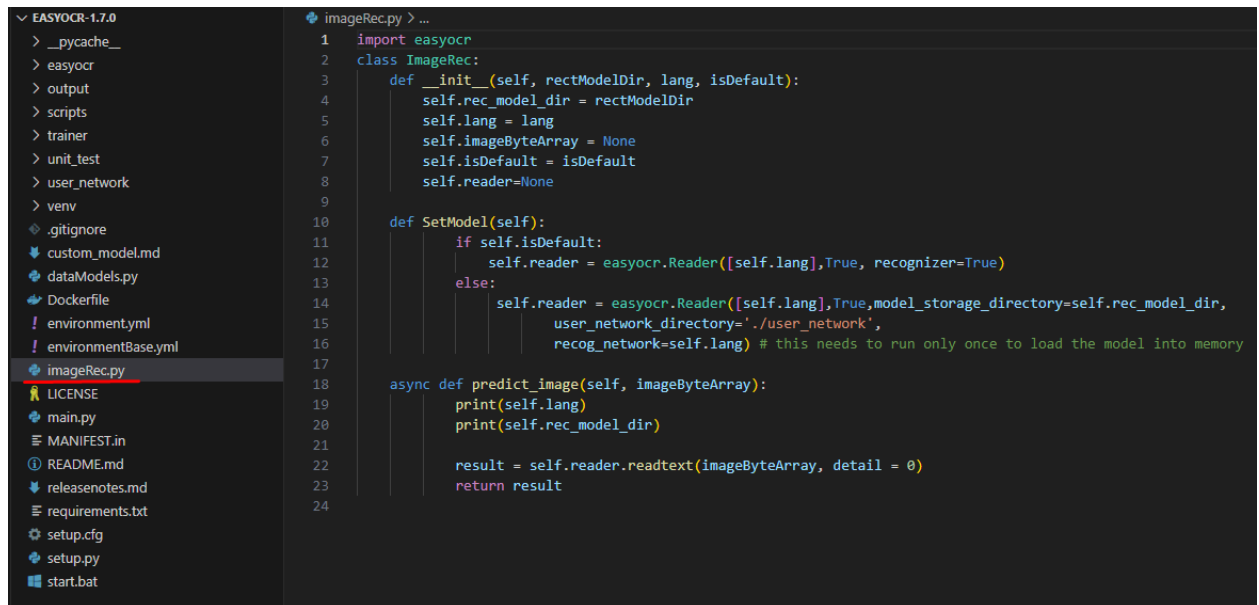 EASYOCR-1.7.0
__pycache__
easyocr
output
scripts
trainer
unit_test
user_network
venv
.gitignore
custom_model.md
dataModels.py
Dockerfile
environment.yml
environmentBase.yml
imageRec.py
LICENSE
main.py
MANIFEST.in
README.md
releasenotes.md
requirements.txt
setup.cfg
setup.py
start.bat
imageRec.py > ...
1 import easyocr
2 class ImageRec:
3     def __init__(self, rectModelDir, lang, isDefault):
4         self.rec_model_dir = rectModelDir
5         self.lang = lang
6         self.imageByteArray = None
7         self.isDefault = isDefault
8         self.reader=None
9
10     def SetModel(self):
11             if self.isDefault:
12                 self.reader = easyocr.Reader([self.lang],True, recognizer=True)
13             else:
14                  self.reader = easyocr.Reader([self.lang],True,model_storage_directory=self.rec_model_dir,
15                         user_network_directory='./user_network',
16                         recog_network=self.lang) # this needs to run only once to load the model into memory
17
18     async def predict_image(self, imageByteArray):
19             print(self.lang)
20             print(self.rec_model_dir)
21
22             result = self.reader.readtext(imageByteArray, detail = 0)
23             return result
24